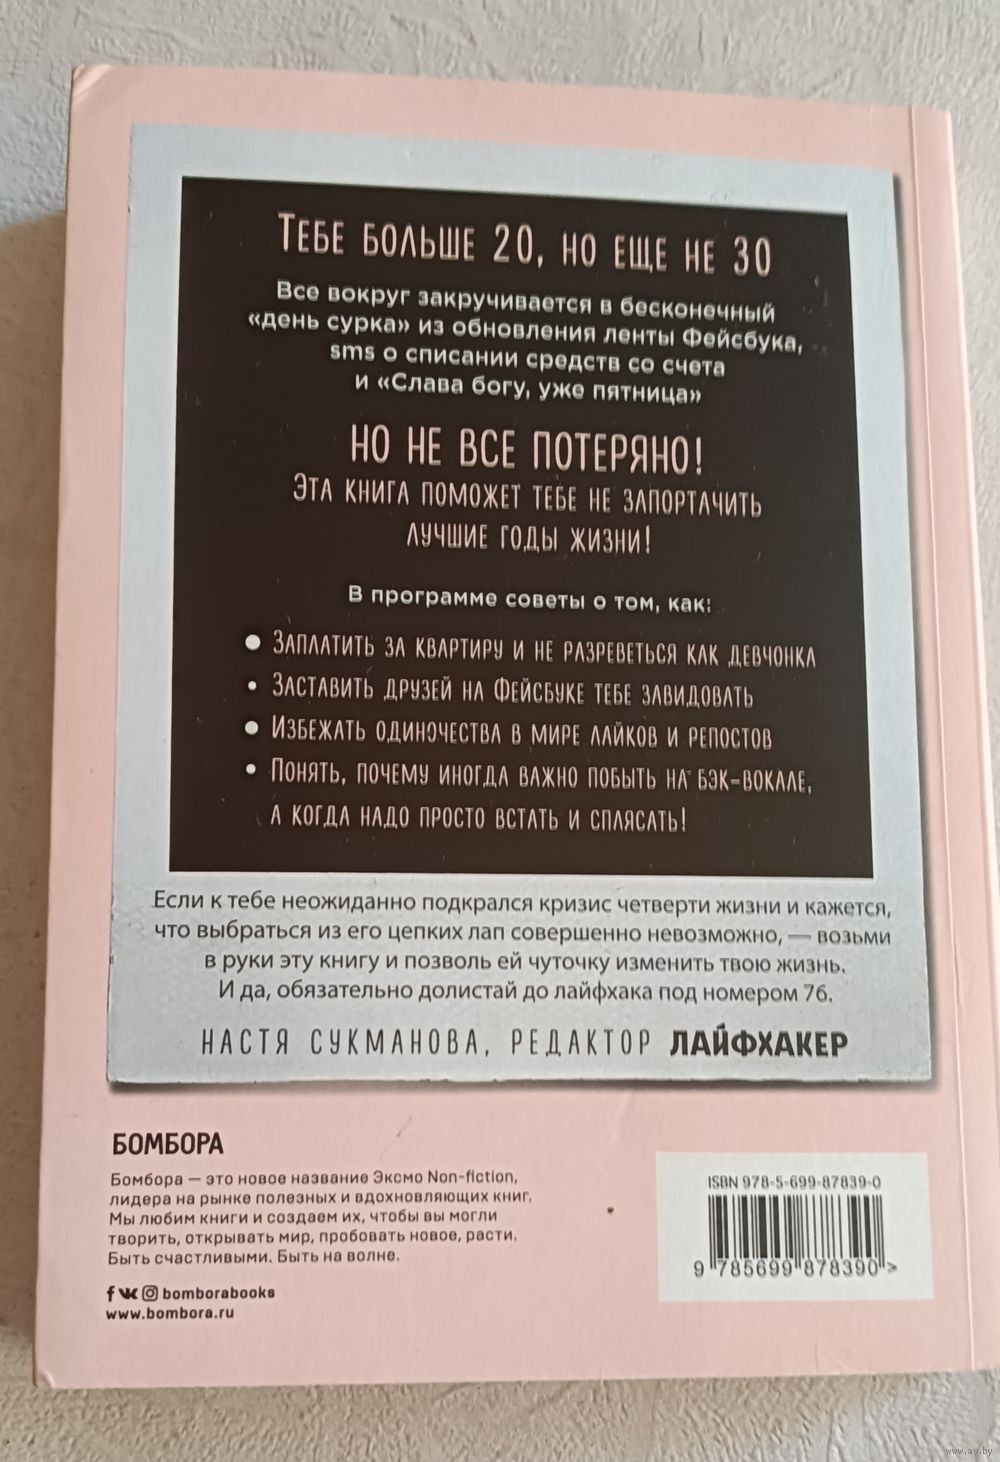 Тебе больше 20, но еще не 30
Все вокруг закручивается в бесконечный
«день сурка» из обновления ленты Фейсбука,
sms о списании средств со счета
и «Слава богу, уже пятница»
НО НЕ ВСЕ ПОТЕРЯНО!
Эта книга поможет тебе не запортачить
лучшие годы жизни!
В программе советы о том, как:
• Заплатить за квартиру и не разреветься как девчонка
• Заставить друзей на Фейсбуке тебе завидовать
• Избежать одиночества в мире лайков и репостов
• Понять, почему иногда важно побыть на бэк-вокале,
а когда надо просто встать и сплясать!
Если к тебе неожиданно подкрался кризис четверти жизни и кажется,
что выбраться из его цепких лап совершенно невозможно, — возьми
в руки эту книгу и позволь ей чуточку изменить твою жизнь.
И да, обязательно долистай до лайфхака под номером 76.
НАСТЯ СУКМАНОВА, РЕДАКТОР ЛАЙФХАКЕР
БОМБОРА
Бомбора — это новое название Эксмо Non-fiction,
лидера на рынке полезных и вдохновляющих книг.
Мы любим книги и создаем их, чтобы вы могли
творить, открывать мир, пробовать новое, расти.
Быть счастливыми. Быть на волне.
bomborabooks
www.bombora.ru
ISBN 978-5-699-87839-0
9 785699 878390 >
www.ay.by